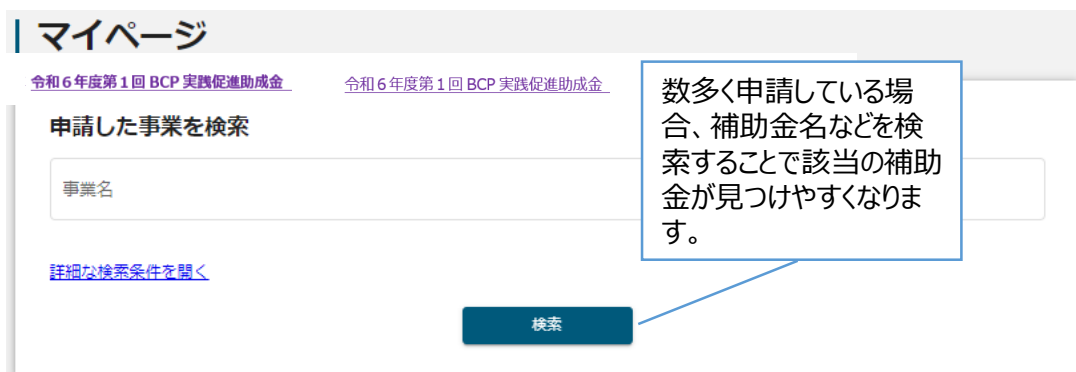 マイページ
令和6年度第1回 BCP 実践促進助成金 令和6年度第1回 BCP 実践促進助成金
申請した事業を検索
事業名
詳細な検索条件を開く
検索
数多く申請している場
合、補助金名などを検
索することで該当の補助
金が見つけやすくなりま
す。